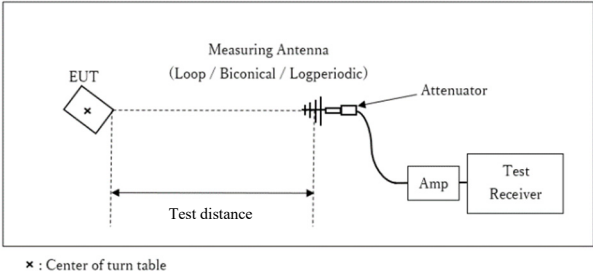 Measuring Antenna
(Loop / Biconical / Logperiodic)
EUT
Attenuator
Amp
Test
Receiver
Test distance
× : Center of turn table